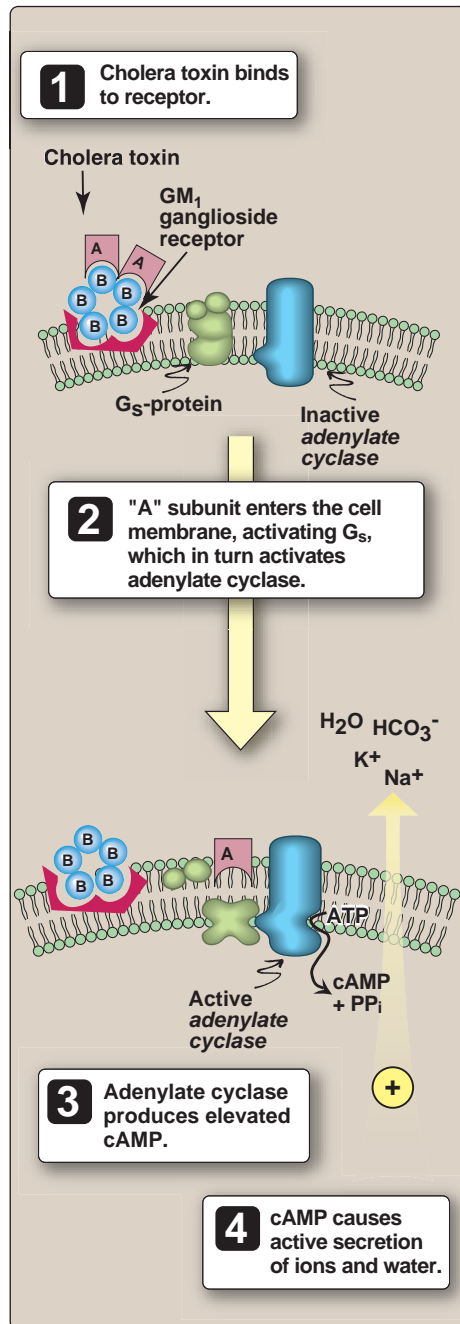 1
Cholera toxin binds
to receptor.
Cholera toxin
GM₁
ganglioside
receptor
A
A
B
B
B
B
B
Gs-protein
Inactive
adenylate
cyclase
2
"A" subunit enters the cell
membrane, activating Gs,
which in turn activates
adenylate cyclase.
H₂O HCO₃⁻
K⁺
Na⁺
B
B
B
B
B
A
ATP
cAMP
+ PPi
Active
adenylate
cyclase
+
3
Adenylate cyclase
produces elevated
cAMP.
4
cAMP causes
active secretion
of ions and water.